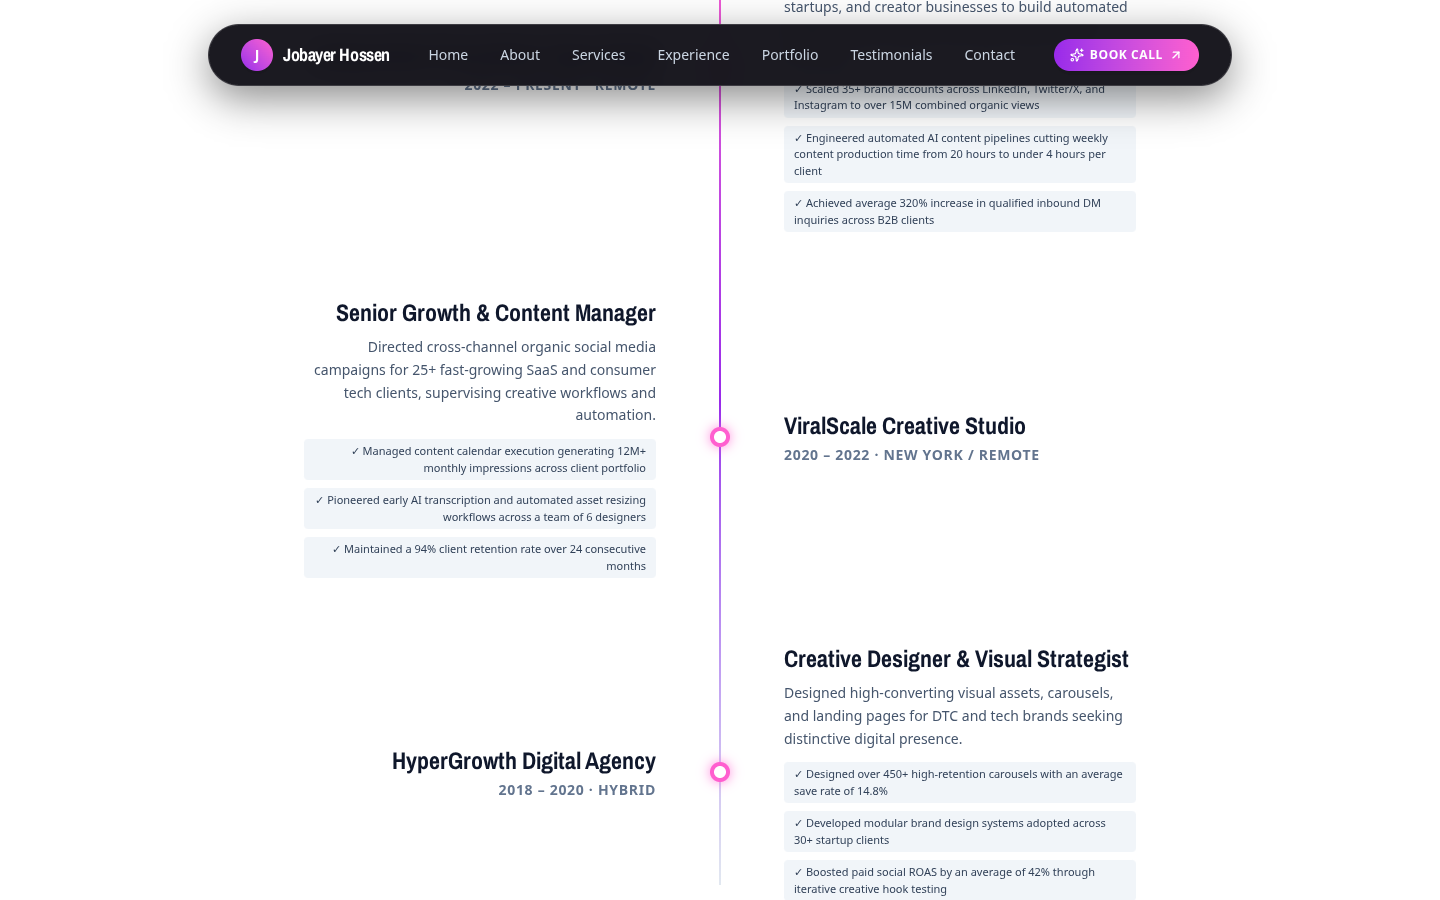 startups, and creator businesses to build automated
J Jobayer Hossen Home About Services Experience Portfolio Testimonials Contact BOOK CALL
2022 – PRESENT · REMOTE
✓ Scaled 35+ brand accounts across LinkedIn, Twitter/X, and
Instagram to over 15M combined organic views
✓ Engineered automated AI content pipelines cutting weekly
content production time from 20 hours to under 4 hours per
client
✓ Achieved average 320% increase in qualified inbound DM
inquiries across B2B clients
Senior Growth & Content Manager
Directed cross-channel organic social media
campaigns for 25+ fast-growing SaaS and consumer
tech clients, supervising creative workflows and
automation.
✓ Managed content calendar execution generating 12M+
monthly impressions across client portfolio
✓ Pioneered early AI transcription and automated asset resizing
workflows across a team of 6 designers
✓ Maintained a 94% client retention rate over 24 consecutive
months
ViralScale Creative Studio
2020 – 2022 · NEW YORK / REMOTE
HyperGrowth Digital Agency
2018 – 2020 · HYBRID
Creative Designer & Visual Strategist
Designed high-converting visual assets, carousels,
and landing pages for DTC and tech brands seeking
distinctive digital presence.
✓ Designed over 450+ high-retention carousels with an average
save rate of 14.8%
✓ Developed modular brand design systems adopted across
30+ startup clients
✓ Boosted paid social ROAS by an average of 42% through
iterative creative hook testing